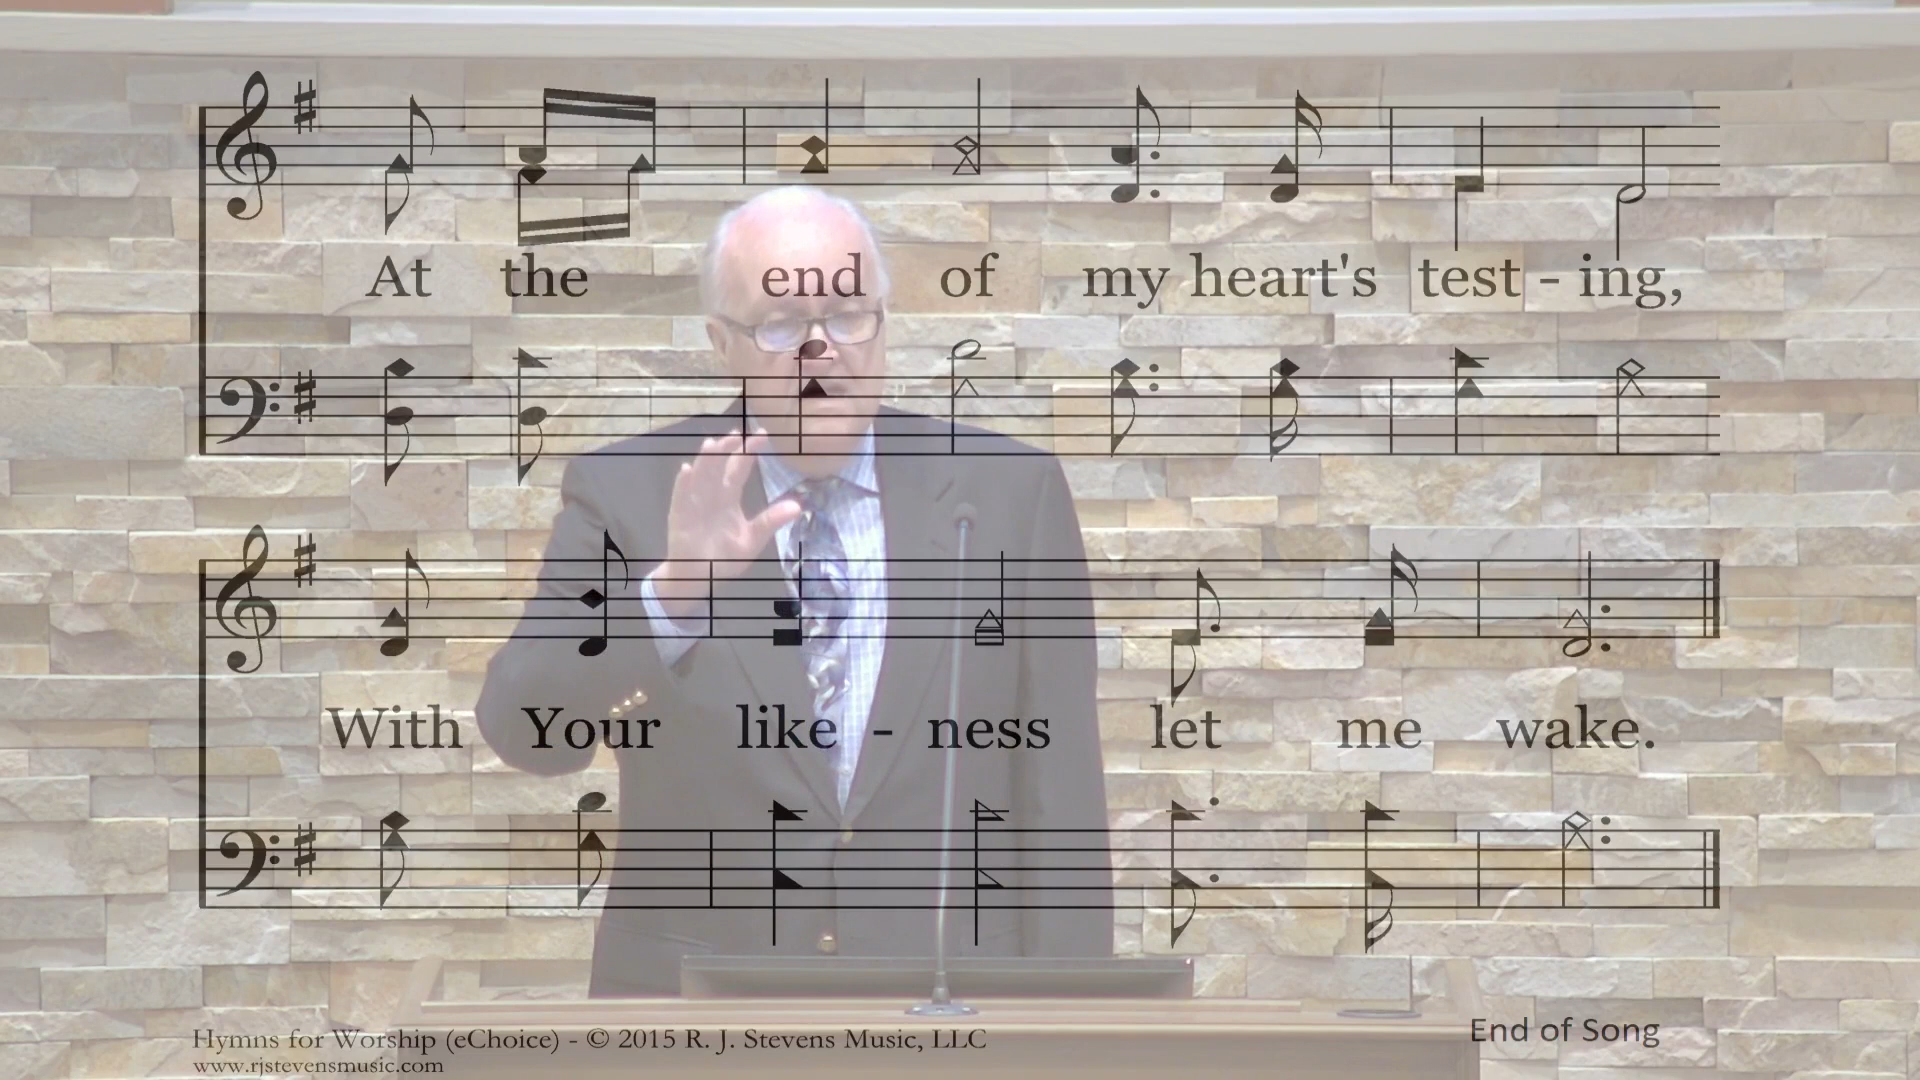 At the end of my heart's test - ing,
With Your like - ness let me wake.
Hymns for Worship (eChoice) - © 2015 R. J. Stevens Music, LLC
www.rjstevensmusic.com
End of Song